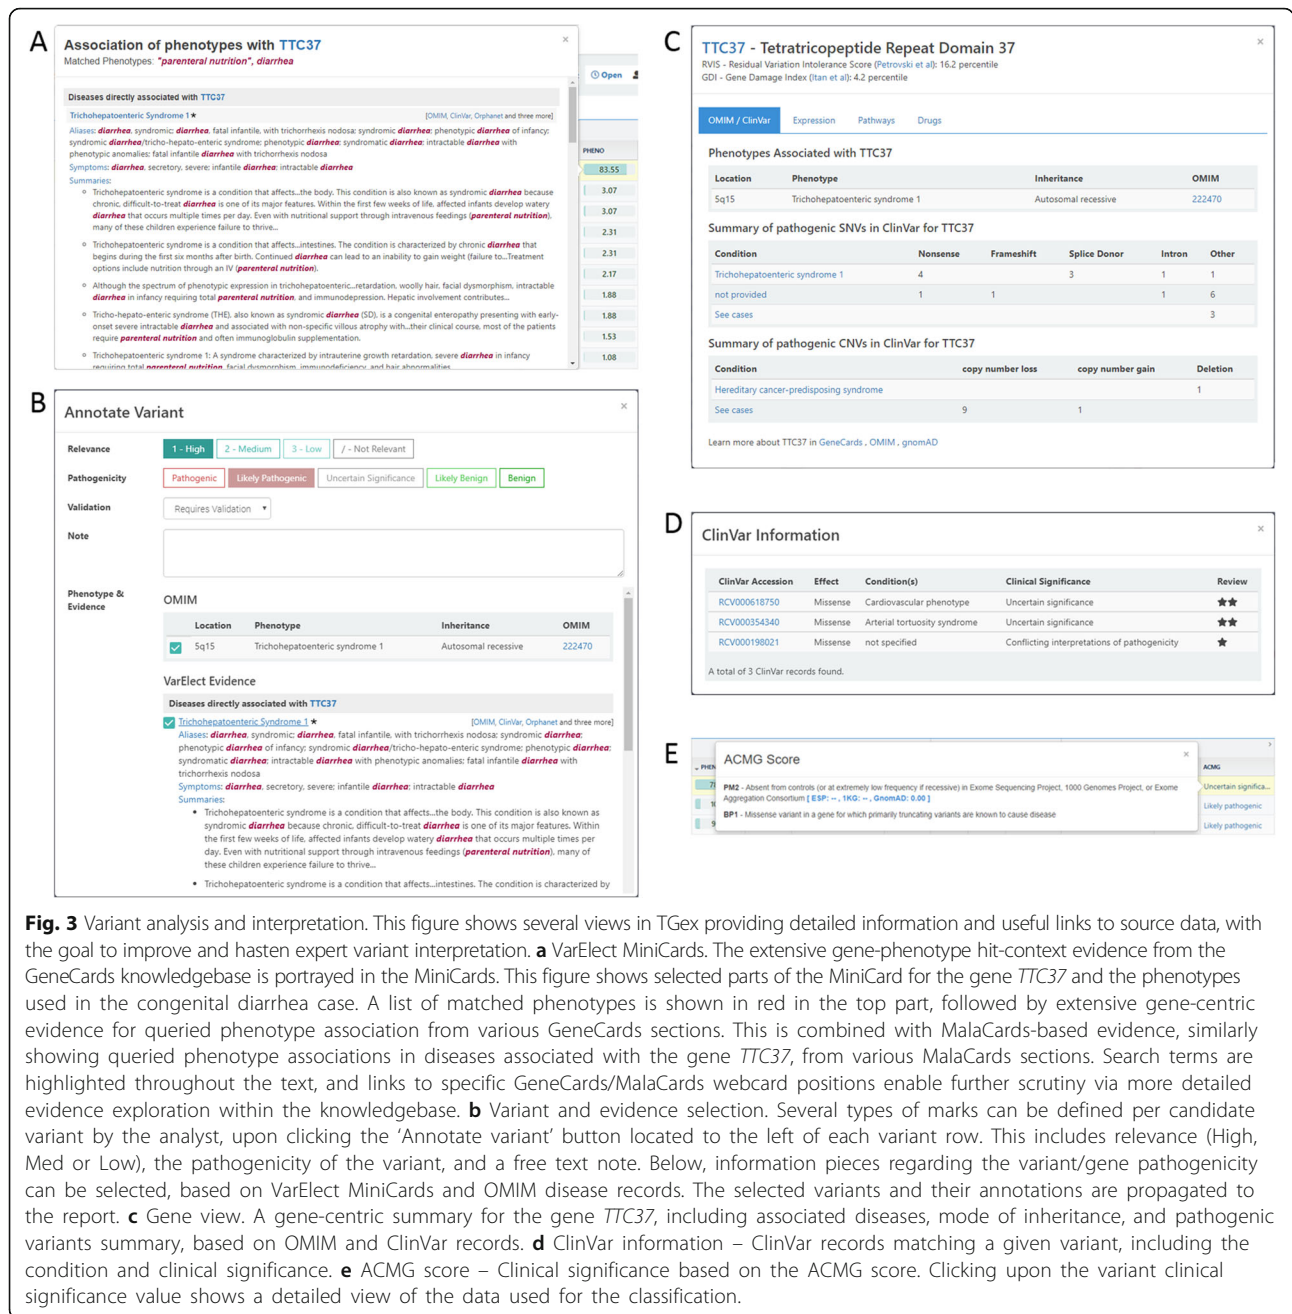 A
Association of phenotypes with TTC37
×
Matched Phenotypes: "parenteral nutrition", diarrhea
Open
Diseases directly associated with TTC37
Trichohepatoenteric Syndrome 1★ [OMIM, ClinVar, Orphanet and three more]
Aliases: diarrhea, syndromic; diarrhea, fatal infantile, with trichorrhexis nodosa; syndromic diarrhea; phenotypic diarrhea of infancy;
syndromic diarrhea/tricho-hepato-enteric syndrome; phenotypic diarrhea; syndromatic diarrhea; intractable diarrhea with
phenotypic anomalies; fatal infantile diarrhea with trichorrhexis nodosa
Symptoms: diarrhea, secretory, severe; infantile diarrhea; intractable diarrhea
Summaries:
Trichohepatoenteric syndrome is a condition that affects...the body. This condition is also known as syndromic diarrhea because
chronic, difficult-to-treat diarrhea is one of its major features. Within the first few weeks of life, affected infants develop watery
diarrhea that occurs multiple times per day. Even with nutritional support through intravenous feedings (parenteral nutrition),
many of these children experience failure to thrive...
Trichohepatoenteric syndrome is a condition that affects...intestines. The condition is characterized by chronic diarrhea that
begins during the first six months after birth. Continued diarrhea can lead to an inability to gain weight (failure to...Treatment
options include nutrition through an IV (parenteral nutrition).
Although the spectrum of phenotypic expression in trichohepatoenteric...retardation, woolly hair, facial dysmorphism, intractable
diarrhea in infancy requiring total parenteral nutrition, and immunodepression. Hepatic involvement contributes...
Tricho-hepato-enteric syndrome (THE), also known as syndromic diarrhea (SD), is a congenital enteropathy presenting with early-
onset severe intractable diarrhea and associated with non-specific villous atrophy with...their clinical course, most of the patients
require parenteral nutrition and often immunoglobulin supplementation.
Trichohepatoenteric syndrome 1: A syndrome characterized by intrauterine growth retardation, severe diarrhea in infancy
requiring total parenteral nutrition, facial dysmorphism, immunodeficiency, and hair abnormalities
PHENO
83.55
3.07
3.07
2.31
2.31
2.17
1.88
1.88
1.53
1.08
B
Annotate Variant
×
Relevance 1 - High 2 - Medium 3 - Low / - Not Relevant
Pathogenicity Pathogenic Likely Pathogenic Uncertain Significance Likely Benign Benign
Validation Requires Validation
Note
Phenotype &
Evidence
OMIM
Location Phenotype Inheritance OMIM
5q15 Trichohepatoenteric syndrome 1 Autosomal recessive 222470
VarElect Evidence
Diseases directly associated with TTC37
Trichohepatoenteric Syndrome 1 ★ [OMIM, ClinVar, Orphanet and three more]
Aliases: diarrhea, syndromic; diarrhea, fatal infantile, with trichorrhexis nodosa; syndromic diarrhea;
phenotypic diarrhea of infancy; syndromic diarrhea/tricho-hepato-enteric syndrome; phenotypic diarrhea;
syndromatic diarrhea; intractable diarrhea with phenotypic anomalies; fatal infantile diarrhea with
trichorrhexis nodosa
Symptoms: diarrhea, secretory, severe; infantile diarrhea; intractable diarrhea
Summaries:
• Trichohepatoenteric syndrome is a condition that affects...the body. This condition is also known as
syndromic diarrhea because chronic, difficult-to-treat diarrhea is one of its major features. Within
the first few weeks of life, affected infants develop watery diarrhea that occurs multiple times per
day. Even with nutritional support through intravenous feedings (parenteral nutrition), many of
these children experience failure to thrive...
• Trichohepatoenteric syndrome is a condition that affects...intestines. The condition is characterized by
C
TTC37 - Tetratricopeptide Repeat Domain 37
×
RVIS - Residual Variation Intolerance Score (Petrovski et al): 16.2 percentile
GDI - Gene Damage Index (Itan et al): 4.2 percentile
OMIM / ClinVar Expression Pathways Drugs
Phenotypes Associated with TTC37
Location Phenotype Inheritance OMIM
5q15 Trichohepatoenteric syndrome 1 Autosomal recessive 222470
Summary of pathogenic SNVs in ClinVar for TTC37
Condition Nonsense Frameshift Splice Donor Intron Other
Trichohepatoenteric syndrome 1 4 3 1 1
not provided 1 1 1 6
See cases 3
Summary of pathogenic CNVs in ClinVar for TTC37
Condition copy number loss copy number gain Deletion
Hereditary cancer-predisposing syndrome 1
See cases 9 1
Learn more about TTC37 in GeneCards , OMIM , gnomAD
D
ClinVar Information
×
ClinVar Accession Effect Condition(s) Clinical Significance Review
RCV000618750 Missense Cardiovascular phenotype Uncertain significance ★★
RCV000354340 Missense Arterial tortuosity syndrome Uncertain significance ★★
RCV000198021 Missense not specified Conflicting interpretations of pathogenicity ★
A total of 3 ClinVar records found.
E
ACMG Score
×
PM2 - Absent from controls (or at extremely low frequency if recessive) in Exome Sequencing Project, 1000 Genomes Project, or Exome
Aggregation Consortium [ ESP: -- , 1KG: -- , GnomAD: 0.00 ]
BP1 - Missense variant in a gene for which primarily truncating variants are known to cause disease
ACMG
Uncertain significa...
Likely pathogenic
Likely pathogenic
Fig. 3 Variant analysis and interpretation. This figure shows several views in TGex providing detailed information and useful links to source data, with
the goal to improve and hasten expert variant interpretation. a VarElect MiniCards. The extensive gene-phenotype hit-context evidence from the
GeneCards knowledgebase is portrayed in the MiniCards. This figure shows selected parts of the MiniCard for the gene TTC37 and the phenotypes
used in the congenital diarrhea case. A list of matched phenotypes is shown in red in the top part, followed by extensive gene-centric
evidence for queried phenotype association from various GeneCards sections. This is combined with MalaCards-based evidence, similarly
showing queried phenotype associations in diseases associated with the gene TTC37, from various MalaCards sections. Search terms are
highlighted throughout the text, and links to specific GeneCards/MalaCards webcard positions enable further scrutiny via more detailed
evidence exploration within the knowledgebase. b Variant and evidence selection. Several types of marks can be defined per candidate
variant by the analyst, upon clicking the ‘Annotate variant’ button located to the left of each variant row. This includes relevance (High,
Med or Low), the pathogenicity of the variant, and a free text note. Below, information pieces regarding the variant/gene pathogenicity
can be selected, based on VarElect MiniCards and OMIM disease records. The selected variants and their annotations are propagated to
the report. c Gene view. A gene-centric summary for the gene TTC37, including associated diseases, mode of inheritance, and pathogenic
variants summary, based on OMIM and ClinVar records. d ClinVar information – ClinVar records matching a given variant, including the
condition and clinical significance. e ACMG score – Clinical significance based on the ACMG score. Clicking upon the variant clinical
significance value shows a detailed view of the data used for the classification.